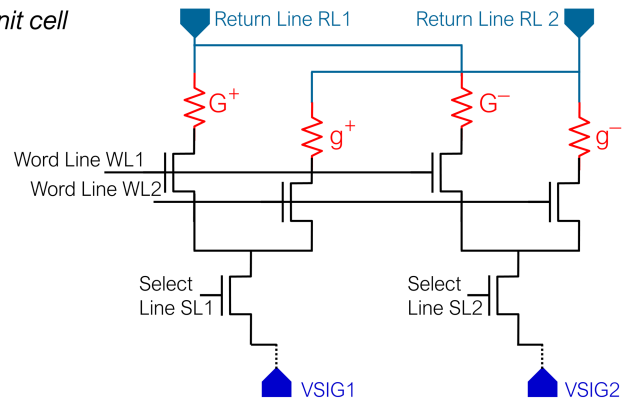 nit cell
Return Line RL1
Return Line RL 2
G+
G−
g+
g−
Word Line WL1
Word Line WL2
Select
Line SL1
Select
Line SL2
VSIG1
VSIG2